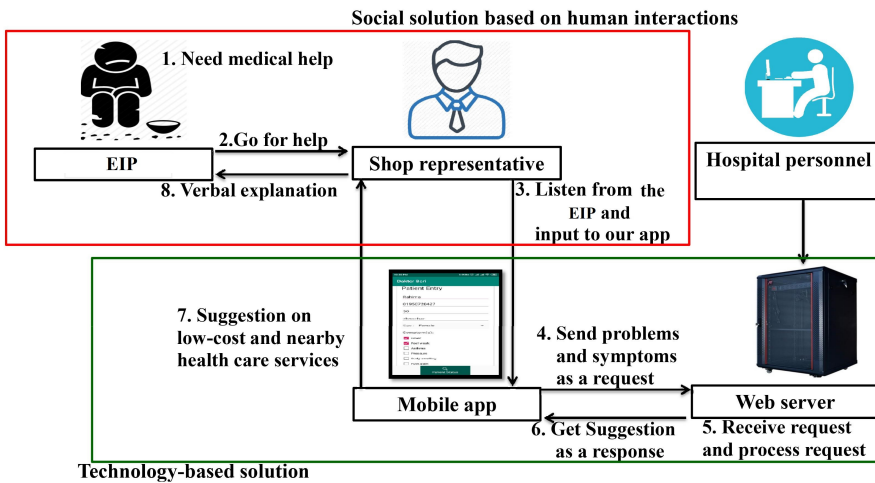 Social solution based on human interactions
1. Need medical help
2.Go for help
EIP
Shop representative
Hospital personnel
8. Verbal explanation
3. Listen from the
EIP and
input to our app
Patient Entry
7. Suggestion on
low-cost and nearby
health care services
4. Send problems
and symptoms
as a request
Mobile app
Web server
6. Get Suggestion
as a response
5. Receive request
and process request
Technology-based solution